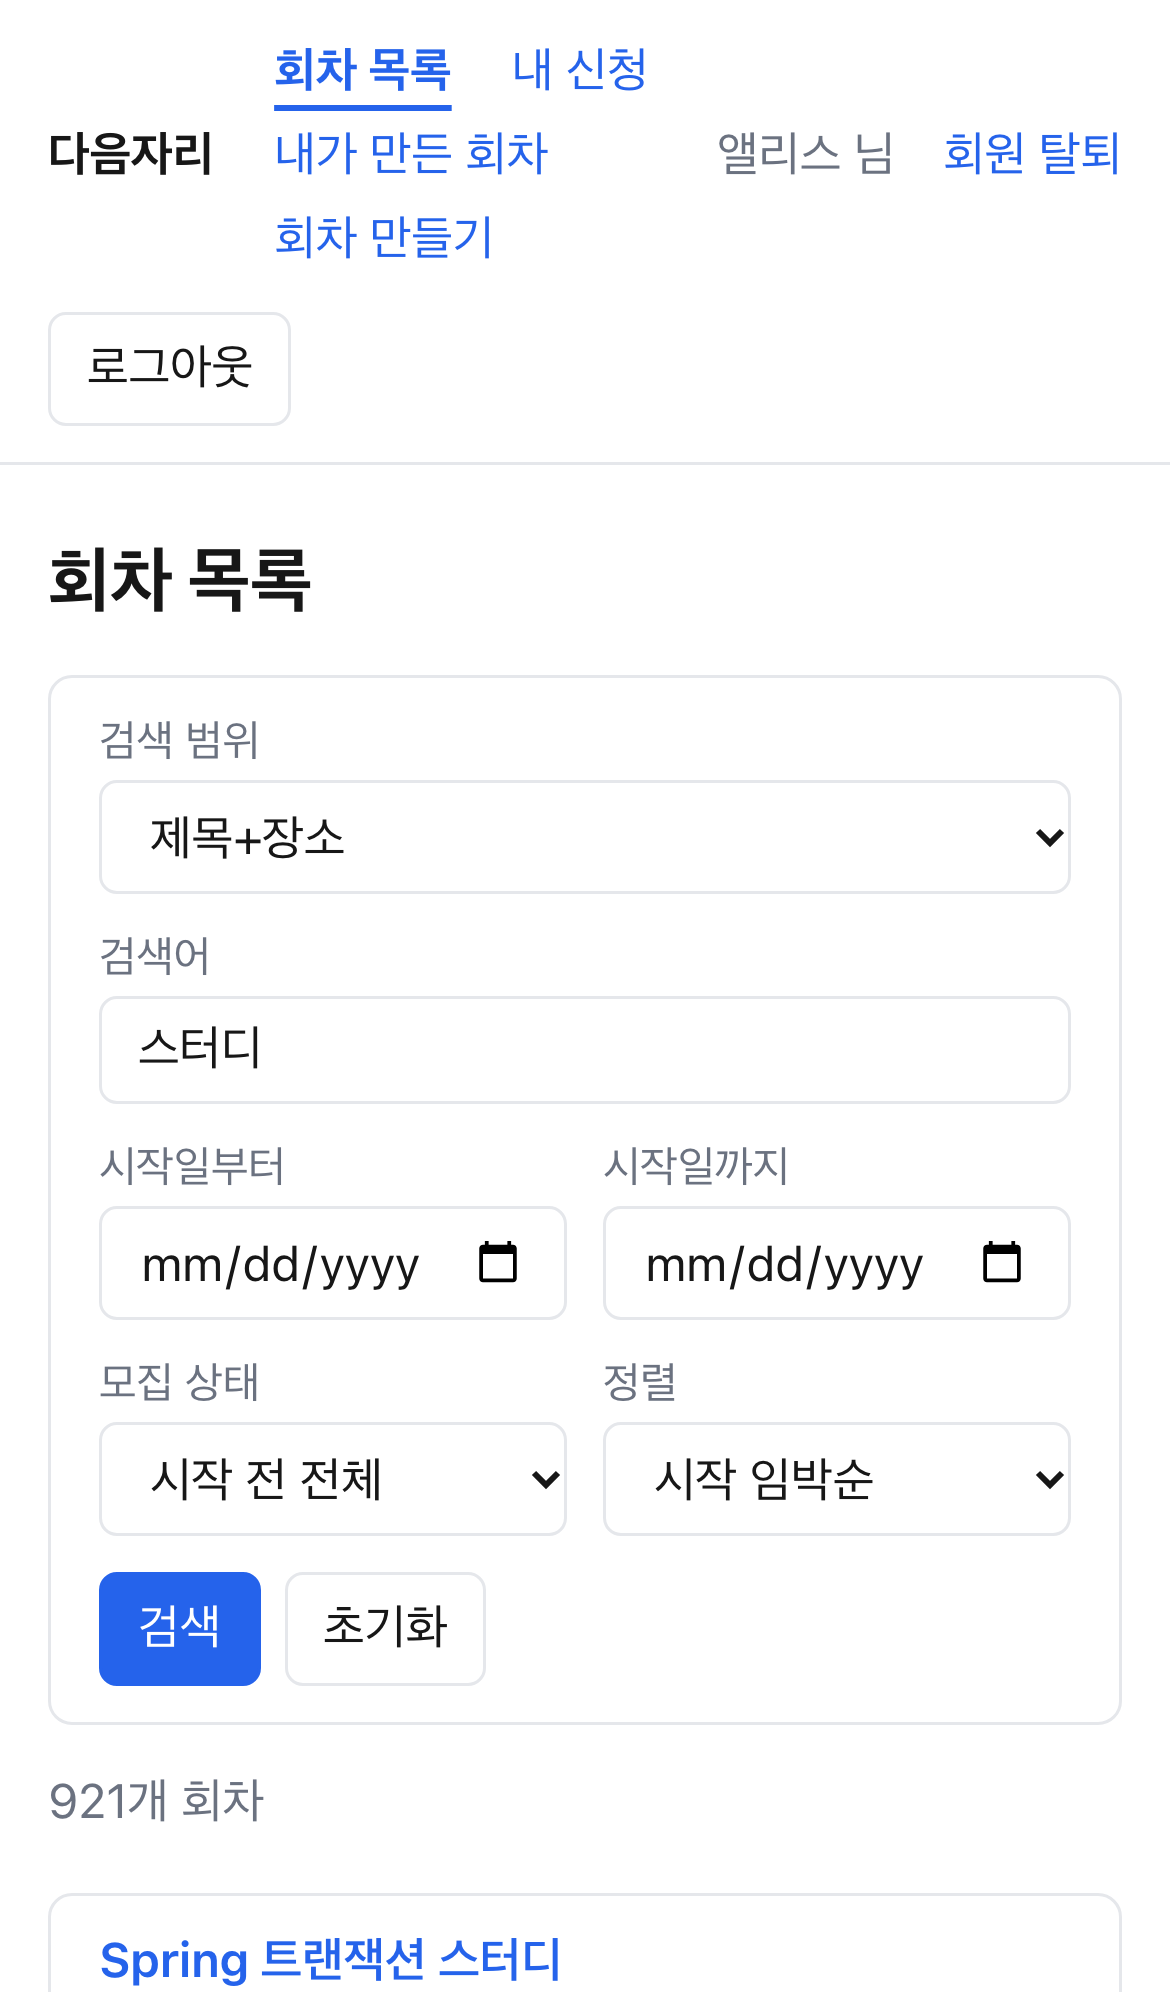 회차 목록 내 신청
다음자리 내가 만든 회차 앨리스 님 회원 탈퇴
회차 만들기
로그아웃
회차 목록
검색 범위
제목+장소
검색어
스터디
시작일부터 시작일까지
mm/dd/yyyy mm/dd/yyyy
모집 상태 정렬
시작 전 전체 시작 임박순
검색 초기화
921개 회차
Spring 트랜잭션 스터디